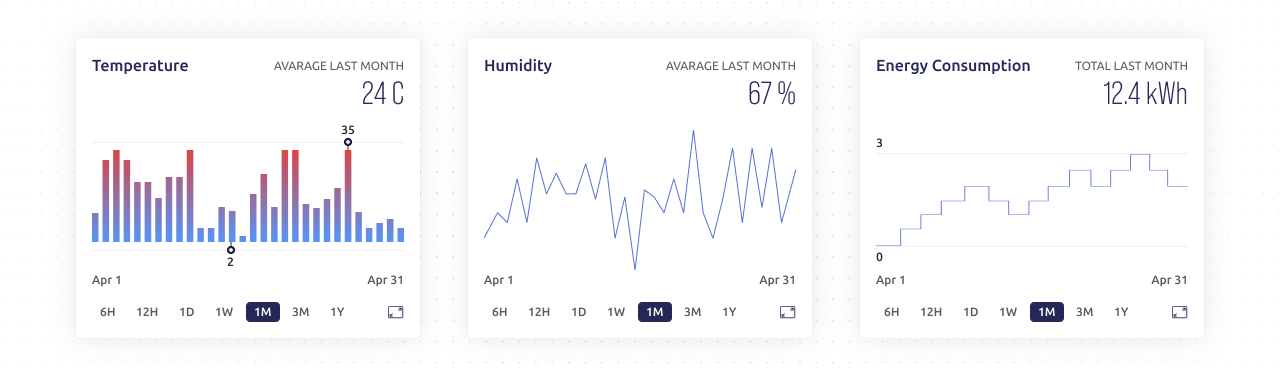 Temperature
AVARAGE LAST MONTH
24 C
35
2
Apr 1 Apr 31
6H 12H 1D 1W 1M 3M 1Y
Humidity
AVARAGE LAST MONTH
67 %
Apr 1 Apr 31
6H 12H 1D 1W 1M 3M 1Y
Energy Consumption
TOTAL LAST MONTH
12.4 kWh
3
0
Apr 1 Apr 31
6H 12H 1D 1W 1M 3M 1Y